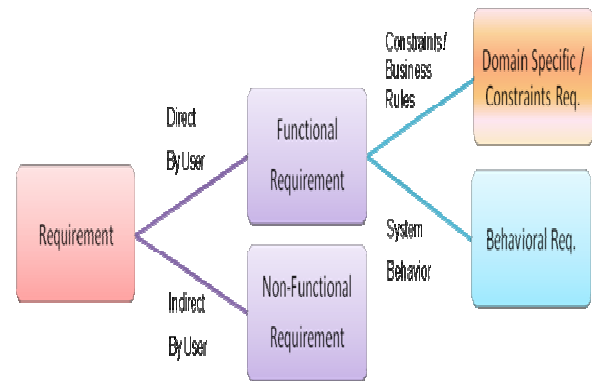 Requirement
Direct
By User
Indirect
By User
Functional
Requirement
Non-Functional
Requirement
Constraints/
Business
Rules
System
Behavior
Domain Specific /
Constraints Req.
Behavioral Req.